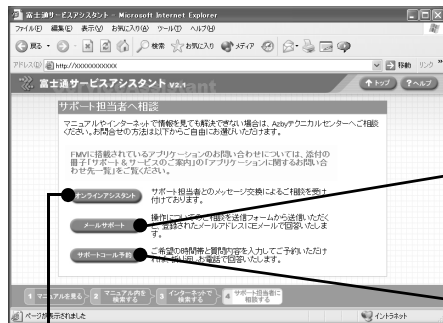 富士通サービスアシスタント - Microsoft Internet Explorer
ファイル(F) 編集(E) 表示(V) お気に入り(A) ツール(T) ヘルプ(H)
戻る 検索 お気に入り メディア
アドレス(D) http://xxxxxxxxxxx 移動 リンク »
富士通サービスアシスタント V2.1 トップ ? ヘルプ
サポート担当者へ相談
マニュアルやインターネットで情報を見ても解決できない場合は、Azbyテクニカルセンターへご相談
ください。お問合せの方法は以下からご自由にお選びいただけます。
FMVに搭載されているアプリケーションのお問い合わせについては、添付の
冊子『サポート＆サービスのご案内』の「アプリケーションに関するお問い合
わせ先一覧」をご覧ください。
オンラインアシスタント サポート担当者とのメッセージ交換によるご相談を受け
付けております。
メールサポート 操作についてのご相談を送信フォームから送信いただく
と、登録されたメールアドレスにEメールで回答いたしま
す。
サポートコール予約 ご希望の時間帯と質問内容を入力してご予約いただけ
れば、折り返しお電話で回答いたします。
1 マニュアルを見る 2 マニュアル内を検索する 3 インターネットで検索する 4 サポート担当者に相談する
ページが表示されました イントラネット